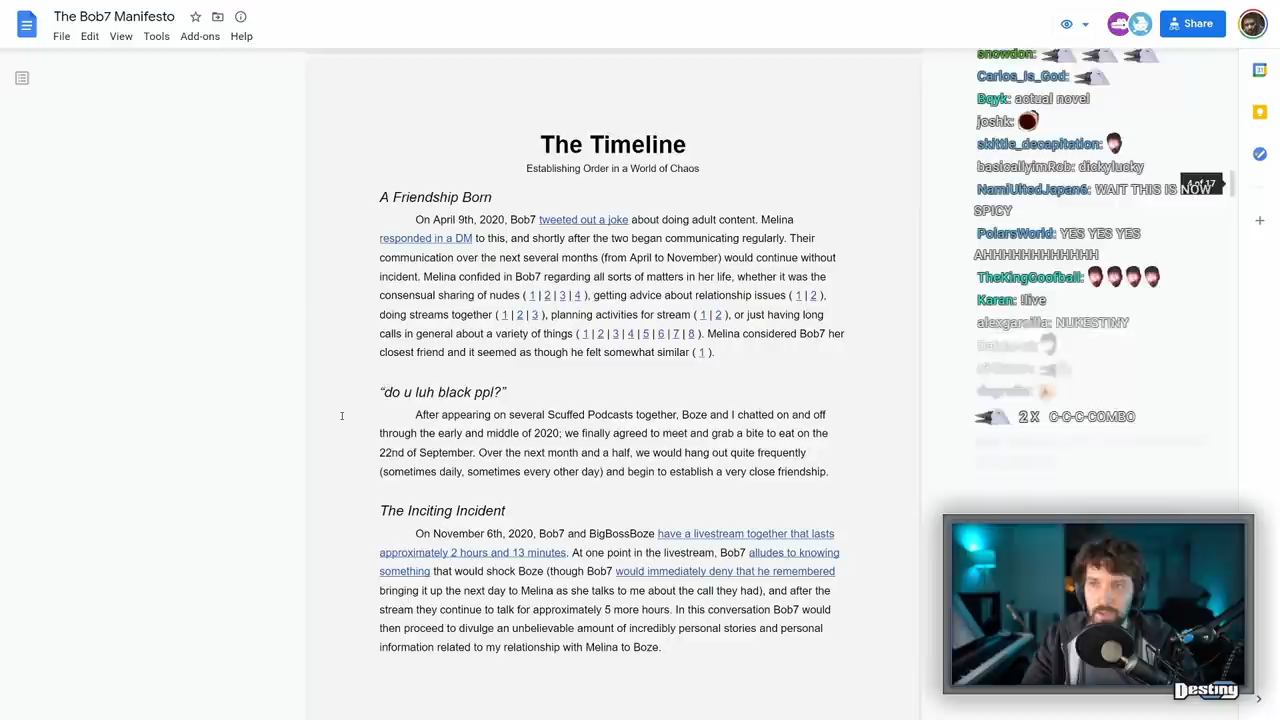 The Bob7 Manifesto
File Edit View Tools Add-ons Help
Share
The Timeline
Establishing Order in a World of Chaos
A Friendship Born
On April 9th, 2020, Bob7 tweeted out a joke about doing adult content. Melina
responded in a DM to this, and shortly after the two began communicating regularly. Their
communication over the next several months (from April to November) would continue without
incident. Melina confided in Bob7 regarding all sorts of matters in her life, whether it was the
consensual sharing of nudes ( 1 | 2 | 3 | 4 ), getting advice about relationship issues ( 1 | 2 ),
doing streams together ( 1 | 2 | 3 ), planning activities for stream ( 1 | 2 ), or just having long
calls in general about a variety of things ( 1 | 2 | 3 | 4 | 5 | 6 | 7 | 8 ). Melina considered Bob7 her
closest friend and it seemed as though he felt somewhat similar ( 1 ).
“do u luh black ppl?”
After appearing on several Scuffed Podcasts together, Boze and I chatted on and off
through the early and middle of 2020; we finally agreed to meet and grab a bite to eat on the
22nd of September. Over the next month and a half, we would hang out quite frequently
(sometimes daily, sometimes every other day) and begin to establish a very close friendship.
The Inciting Incident
On November 6th, 2020, Bob7 and BigBossBoze have a livestream together that lasts
approximately 2 hours and 13 minutes. At one point in the livestream, Bob7 alludes to knowing
something that would shock Boze (though Bob7 would immediately deny that he remembered
bringing it up the next day to Melina as she talks to me about the call they had), and after the
stream they continue to talk for approximately 5 more hours. In this conversation Bob7 would
then proceed to divulge an unbelievable amount of incredibly personal stories and personal
information related to my relationship with Melina to Boze.
snowdon:
Carlos_Is_God:
Bqyk: actual novel
joshk:
skittle_decapitation:
basicallyimRob: dickylucky
NamiUltedJapan6: WAIT THIS IS NOW
SPICY
4 of 17
PolarsWorld: YES YES YES
AHHHHHHHHHHHH
TheKingGoofball:
Karan: !live
alexgarsilla: NUKESTINY
2 X C-C-C-COMBO
Destiny